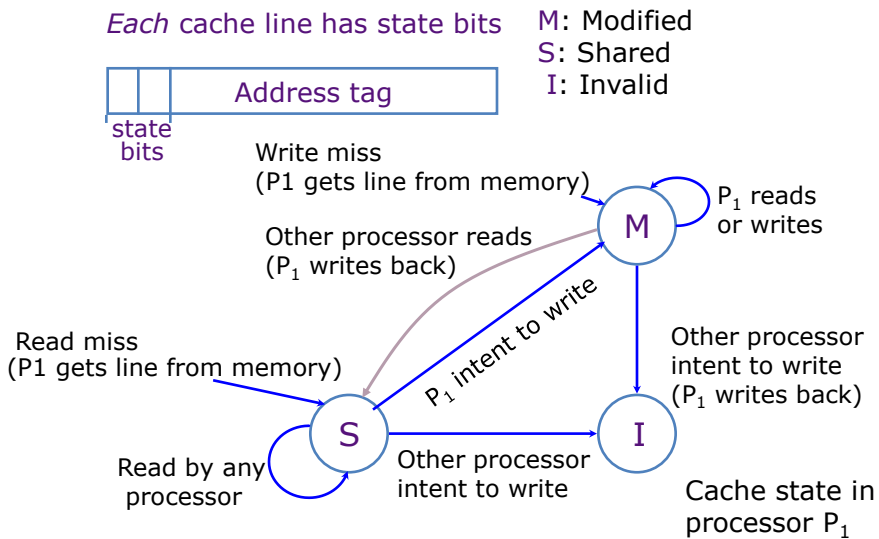 Each cache line has state bits
M: Modified
S: Shared
I: Invalid
Address tag
state
bits
Write miss
(P1 gets line from memory)
M
P₁ reads
or writes
Other processor reads
(P₁ writes back)
P₁ intent to write
Read miss
(P1 gets line from memory)
Other processor
intent to write
(P₁ writes back)
S
I
Read by any
processor
Other processor
intent to write
Cache state in
processor P₁